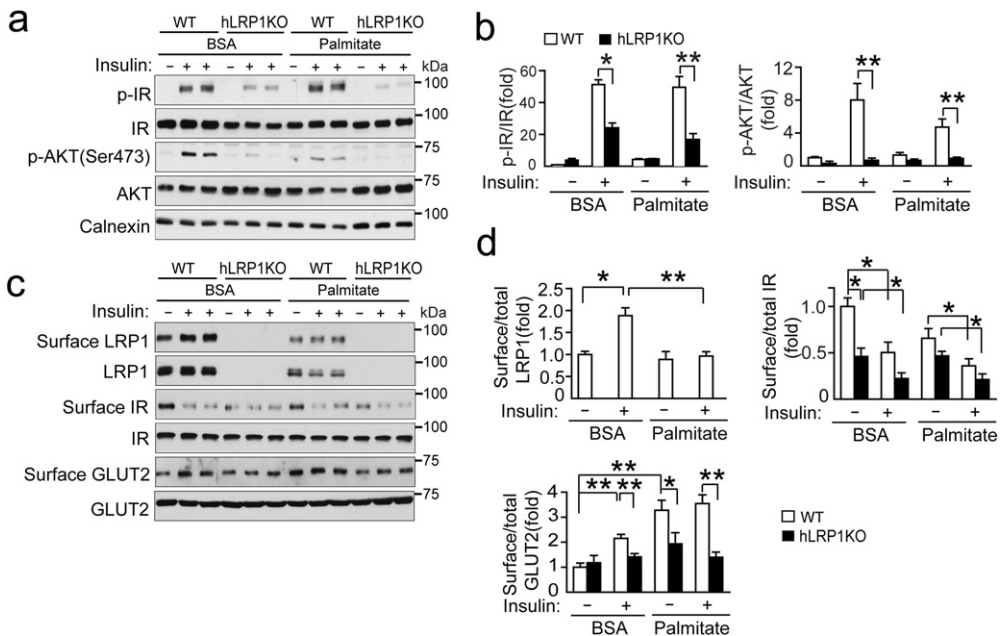 a
WT hLRP1KO WT hLRP1KO
BSA Palmitate
Insulin: − + + − + + − + + − + + kDa
p-IR 100
IR 100
p-AKT(Ser473) 75
AKT 75
Calnexin 100
b
WT
hLRP1KO
p-IR/IR(fold)
60
40
20
0
* **
Insulin: − + − +
BSA Palmitate
p-AKT/AKT
(fold)
12
8
4
0
** **
Insulin: − + − +
BSA Palmitate
c
WT hLRP1KO WT hLRP1KO
BSA Palmitate
Insulin: − + + − + + − + + − + + kDa
Surface LRP1 100
LRP1 100
Surface IR 100
IR 100
Surface GLUT2 75
GLUT2 75
d
Surface/total
LRP1(fold)
2.5
2.0
1.5
1.0
0.5
0
* **
Insulin: − + − +
BSA Palmitate
Surface/total IR
(fold)
1.0
0.5
0
* * * * *
Insulin: − + − +
BSA Palmitate
Surface/total
GLUT2(fold)
4
3
2
1
0
** ** ** * **
Insulin: − + − +
BSA Palmitate
WT
hLRP1KO